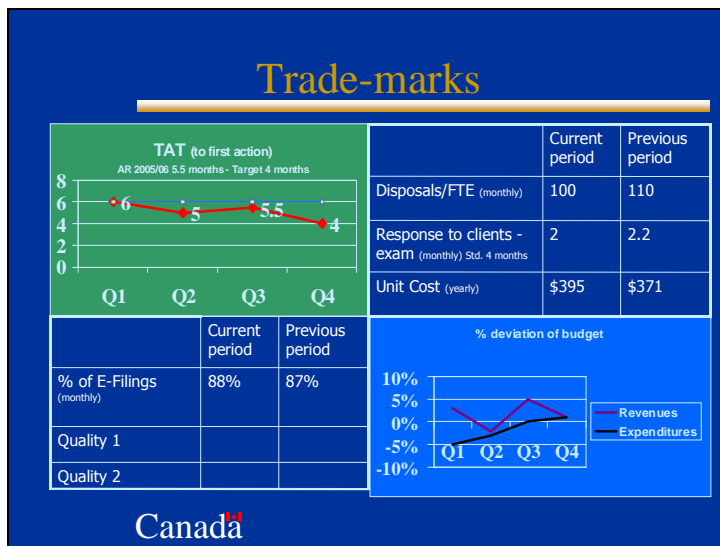 Trade-marks
TAT (to first action)
AR 2005/06 5.5 months - Target 4 months
8
6
4
2
0
6
5
5.5
4
Q1 Q2 Q3 Q4
Current period Previous period
Disposals/FTE (monthly) 100 110
Response to clients - exam (monthly) Std. 4 months 2 2.2
Unit Cost (yearly) $395 $371
Current period Previous period
% of E-Filings (monthly) 88% 87%
Quality 1
Quality 2
% deviation of budget
10%
5%
0%
-5%
-10%
Q1 Q2 Q3 Q4
Revenues
Expenditures
Canada